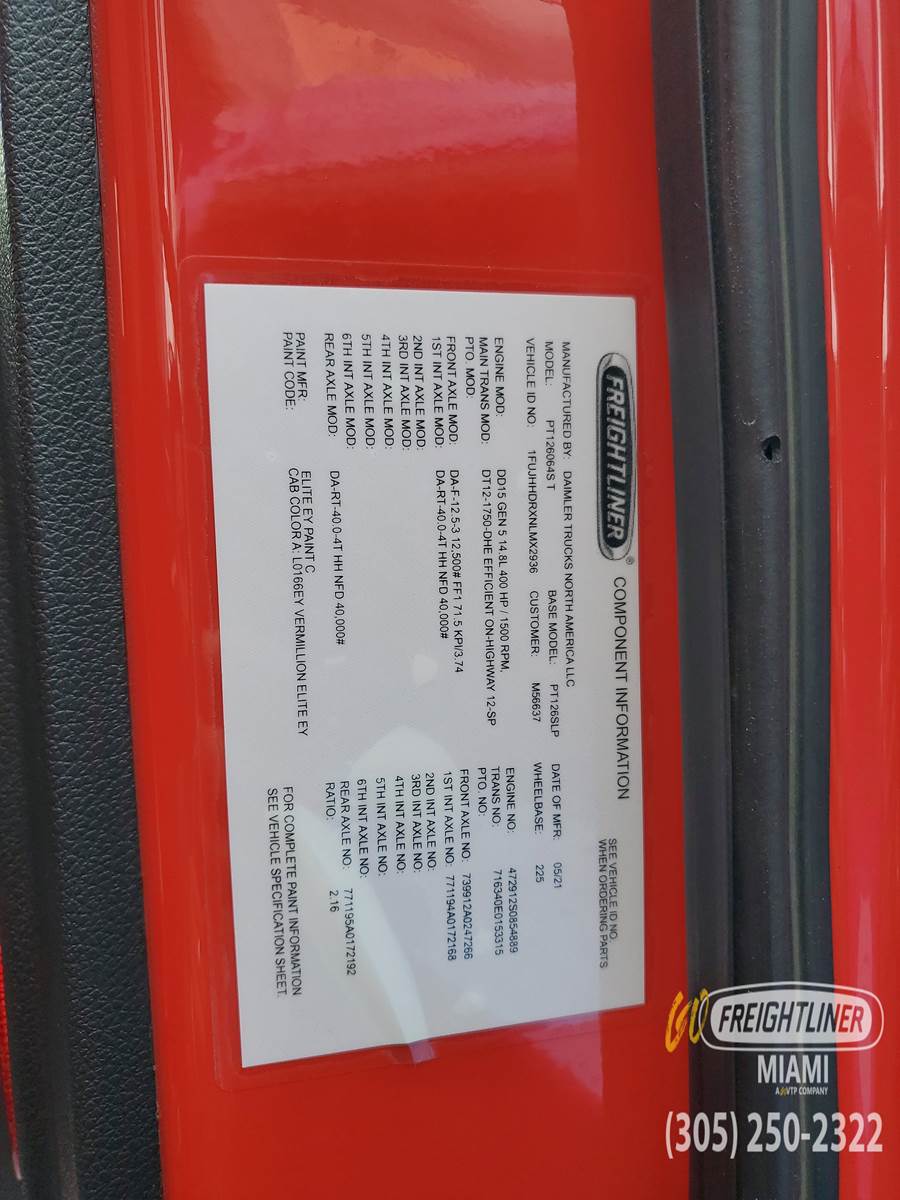 FREIGHTLINER® COMPONENT INFORMATION
SEE VEHICLE ID NO.
WHEN ORDERING PARTS
MANUFACTURED BY: DAIMLER TRUCKS NORTH AMERICA LLC
MODEL: PT126064S T BASE MODEL: PT126SLP DATE OF MFR: 05/21
VEHICLE ID NO: 1FUJHHDRXNLMX2936 CUSTOMER: M56637 WHEELBASE: 225
ENGINE MOD: DD15 GEN 5 14.8L 400 HP / 1500 RPM, ENGINE NO: 472912S0854889
MAIN TRANS MOD: DT12-1750-DHE EFFICIENT ON-HIGHWAY 12-SP TRANS NO: 716340E0153315
PTO MOD: PTO. NO:
FRONT AXLE MOD: DA-F-12.5-3 12,500# FF1 71.5 KPI/3.74 FRONT AXLE NO: 739912A0247266
1ST INT AXLE MOD: DA-RT-40.0-4T HH NFD 40,000# 1ST INT AXLE NO: 771194A0172168
2ND INT AXLE MOD: 2ND INT AXLE NO:
3RD INT AXLE MOD: 3RD INT AXLE NO:
4TH INT AXLE MOD: 4TH INT AXLE NO:
5TH INT AXLE MOD: 5TH INT AXLE NO:
6TH INT AXLE MOD: 6TH INT AXLE NO:
REAR AXLE MOD: DA-RT-40.0-4T HH NFD 40,000# REAR AXLE NO: 771195A0172192
RATIO: 2.16
PAINT MFR: ELITE EY PAINT C
PAINT CODE: CAB COLOR A: L0166EY VERMILLION ELITE EY
FOR COMPLETE PAINT INFORMATION
SEE VEHICLE SPECIFICATION SHEET.
FREIGHTLINER
MIAMI
A VTP COMPANY
(305) 250-2322